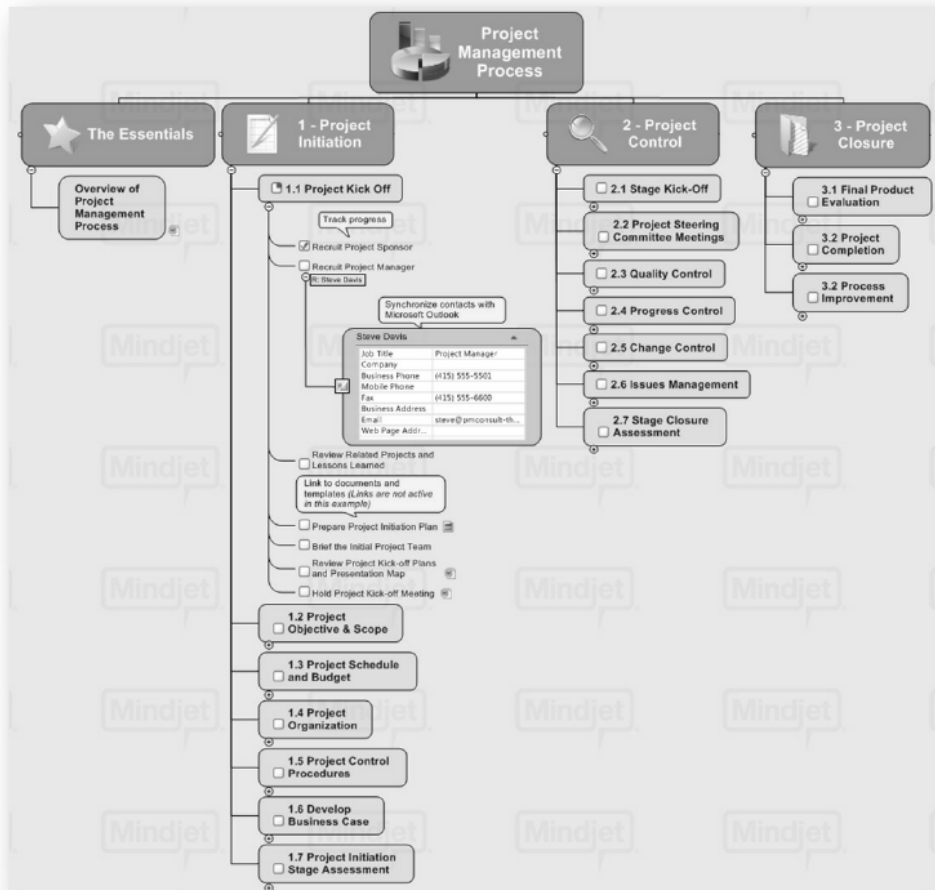 Project
Management
Process
The Essentials
Overview of
Project
Management
Process
1 - Project
Initiation
1.1 Project Kick Off
Track progress
Recruit Project Sponsor
Recruit Project Manager
R: Steve Davis
Synchronize contacts with
Microsoft Outlook
Steve Davis
Job Title Project Manager
Company
Business Phone (415) 555-5501
Mobile Phone
Fax (415) 555-6600
Business Address
Email steve@pmconsult-th...
Web Page Addr...
Review Related Projects and
Lessons Learned
Link to documents and
templates (Links are not active
in this example)
Prepare Project Initiation Plan
Brief the Initial Project Team
Review Project Kick-off Plans
and Presentation Map
Hold Project Kick-off Meeting
1.2 Project
Objective & Scope
1.3 Project Schedule
and Budget
1.4 Project
Organization
1.5 Project Control
Procedures
1.6 Develop
Business Case
1.7 Project Initiation
Stage Assessment
2 - Project
Control
2.1 Stage Kick-Off
2.2 Project Steering
Committee Meetings
2.3 Quality Control
2.4 Progress Control
2.5 Change Control
2.6 Issues Management
2.7 Stage Closure
Assessment
3 - Project
Closure
3.1 Final Product
Evaluation
3.2 Project
Completion
3.2 Process
Improvement
Mindjet